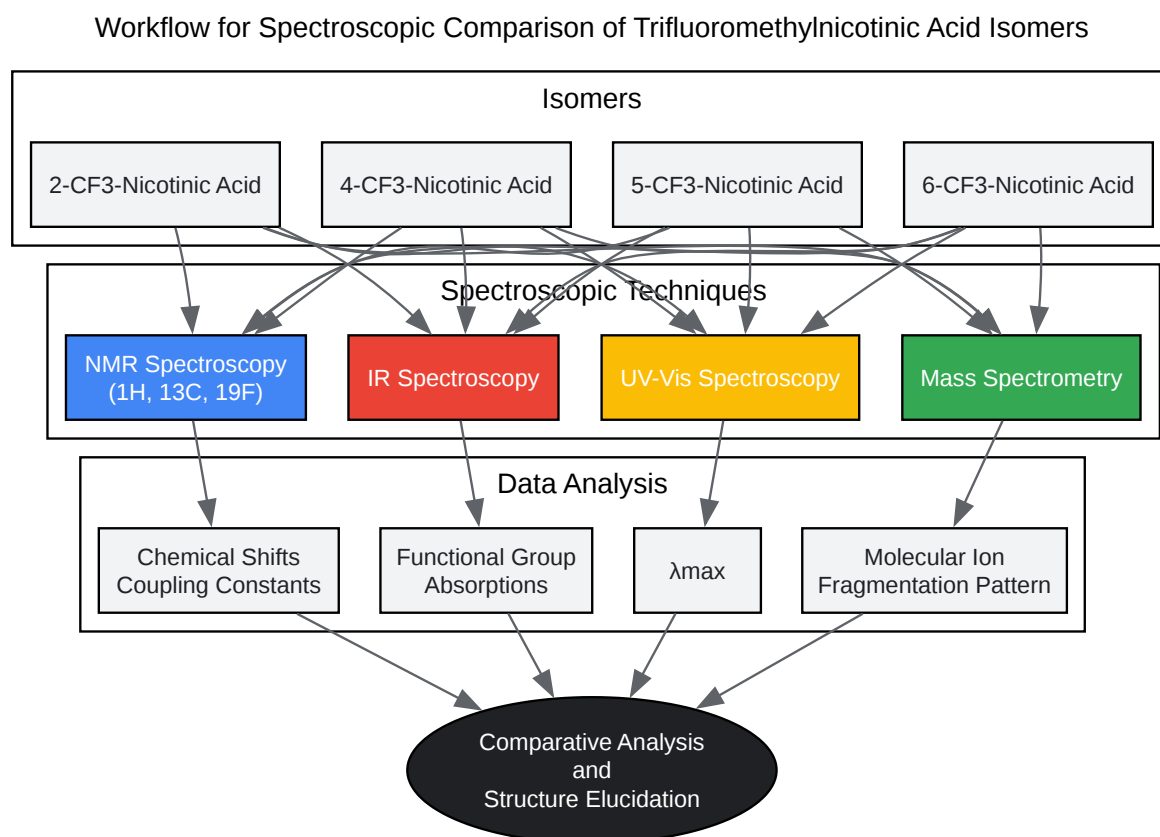 Workflow for Spectroscopic Comparison of Trifluoromethylnicotinic Acid Isomers
Isomers
2-CF3-Nicotinic Acid
4-CF3-Nicotinic Acid
5-CF3-Nicotinic Acid
6-CF3-Nicotinic Acid
Spectroscopic Techniques
NMR Spectroscopy
(1H, 13C, 19F)
IR Spectroscopy
UV-Vis Spectroscopy
Mass Spectrometry
Data Analysis
Chemical Shifts
Coupling Constants
Functional Group
Absorptions
λmax
Molecular Ion
Fragmentation Pattern
Comparative Analysis
and
Structure Elucidation